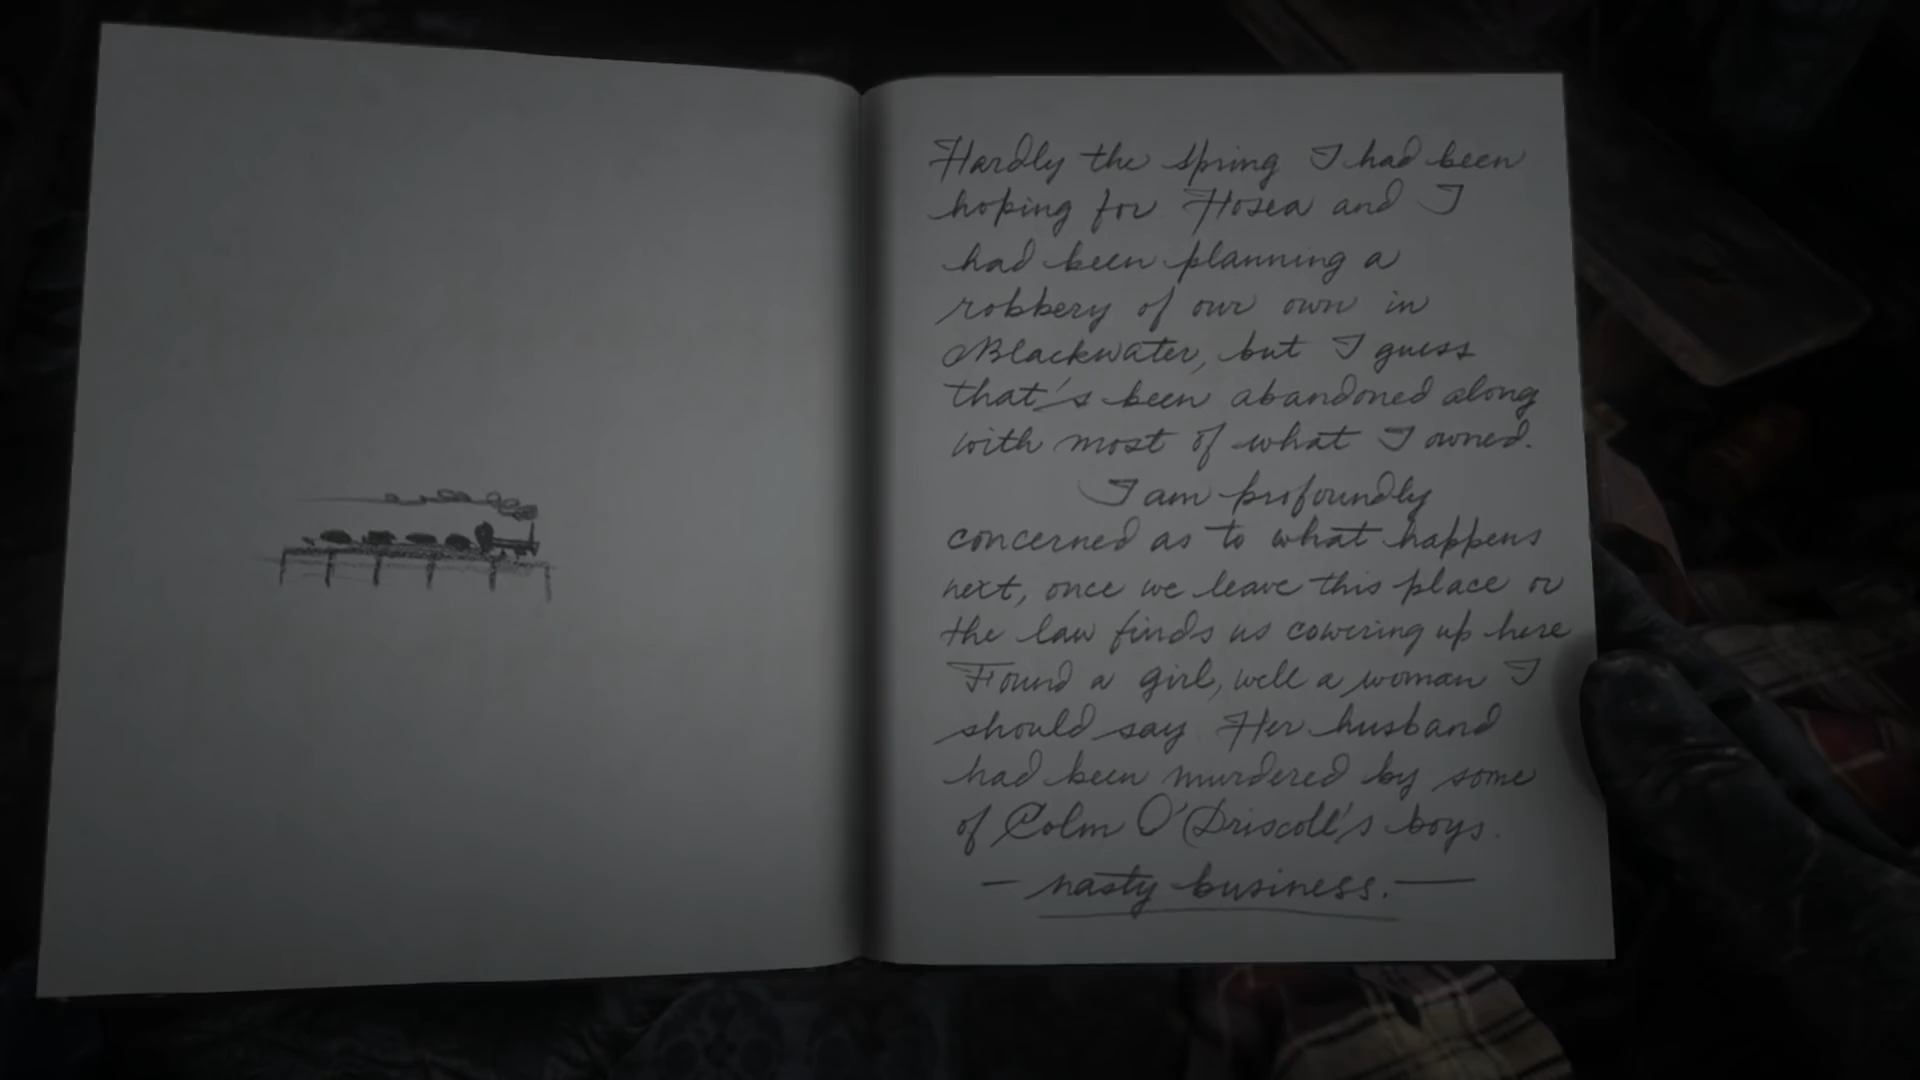 Hardly the spring I had been
hoping for Hosea and I
had been planning a
robbery of our own in
Blackwater, but I guess
that's been abandoned along
with most of what I owned.
I am profoundly
concerned as to what happens
next, once we leave this place or
the law finds us cowering up here
Found a girl, well a woman I
should say Her husband
had been murdered by some
of Colm O'Driscoll's boys.
— nasty business. —